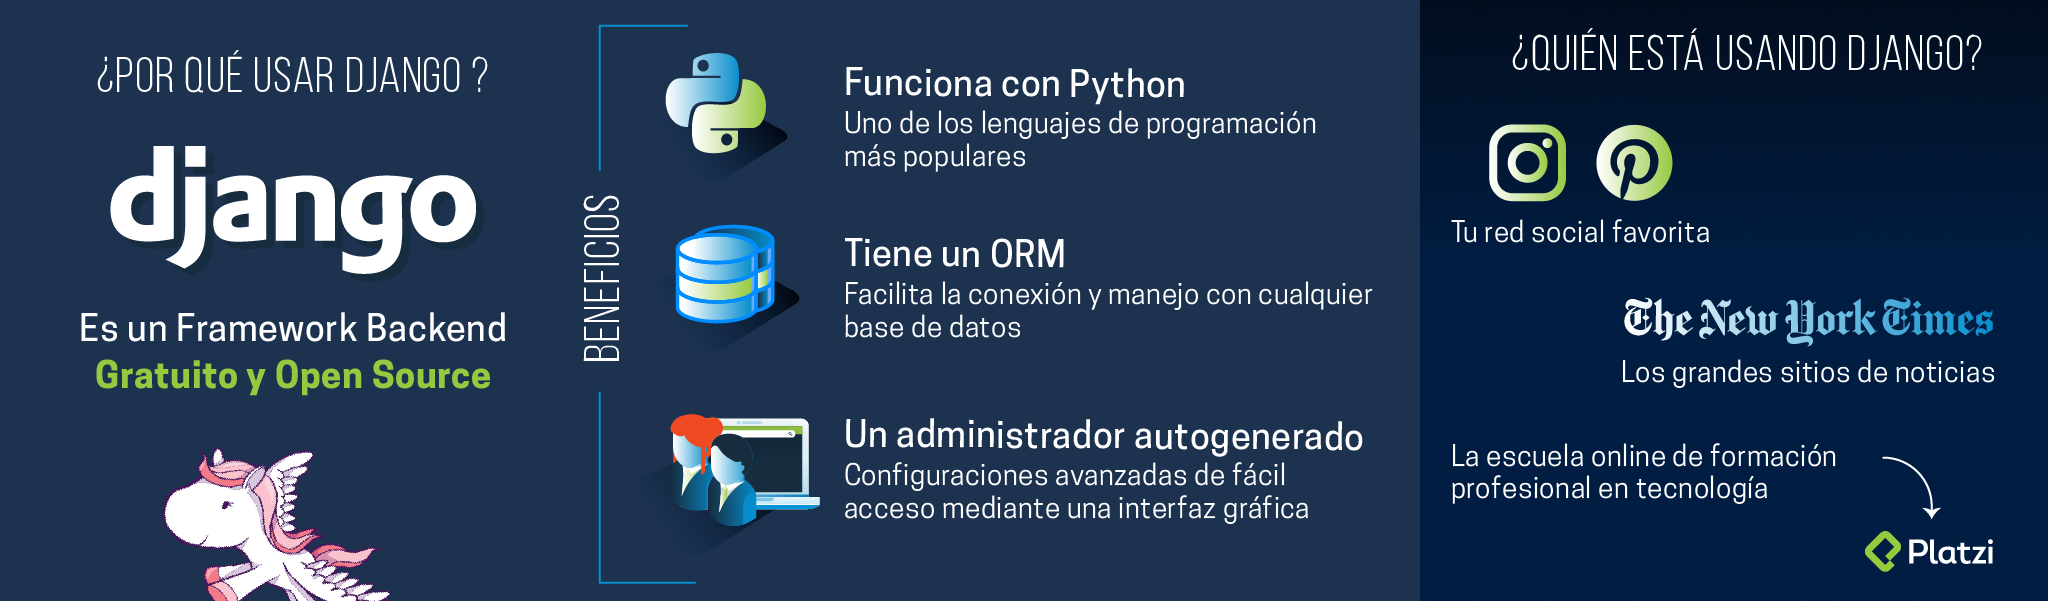 ¿POR QUÉ USAR DJANGO ?
django
Es un Framework Backend
Gratuito y Open Source
BENEFICIOS
Funciona con Python
Uno de los lenguajes de programación
más populares
Tiene un ORM
Facilita la conexión y manejo con cualquier
base de datos
Un administrador autogenerado
Configuraciones avanzadas de fácil
acceso mediante una interfaz gráfica
¿QUIÉN ESTÁ USANDO DJANGO?
Tu red social favorita
The New York Times
Los grandes sitios de noticias
La escuela online de formación
profesional en tecnología
Platzi